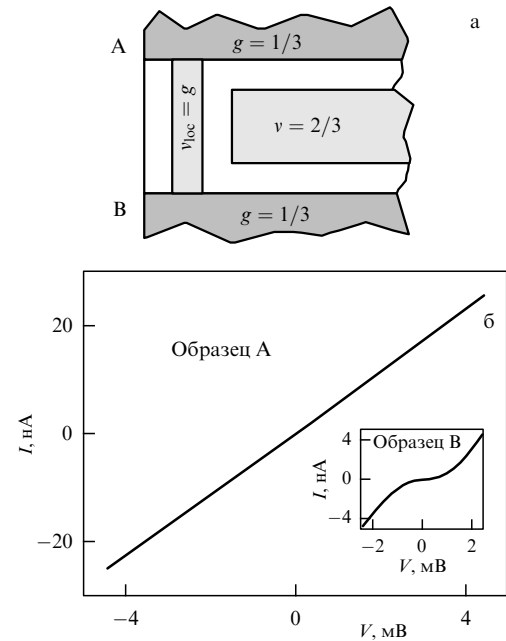 а
A
g = 1/3
ν_loc = g
ν = 2/3
B
g = 1/3
б
I, нА
20
0
−20
Образец A
I, нА
4
0
−4
Образец B
−2 0 2
V, мВ
−4 0 4
V, мВ